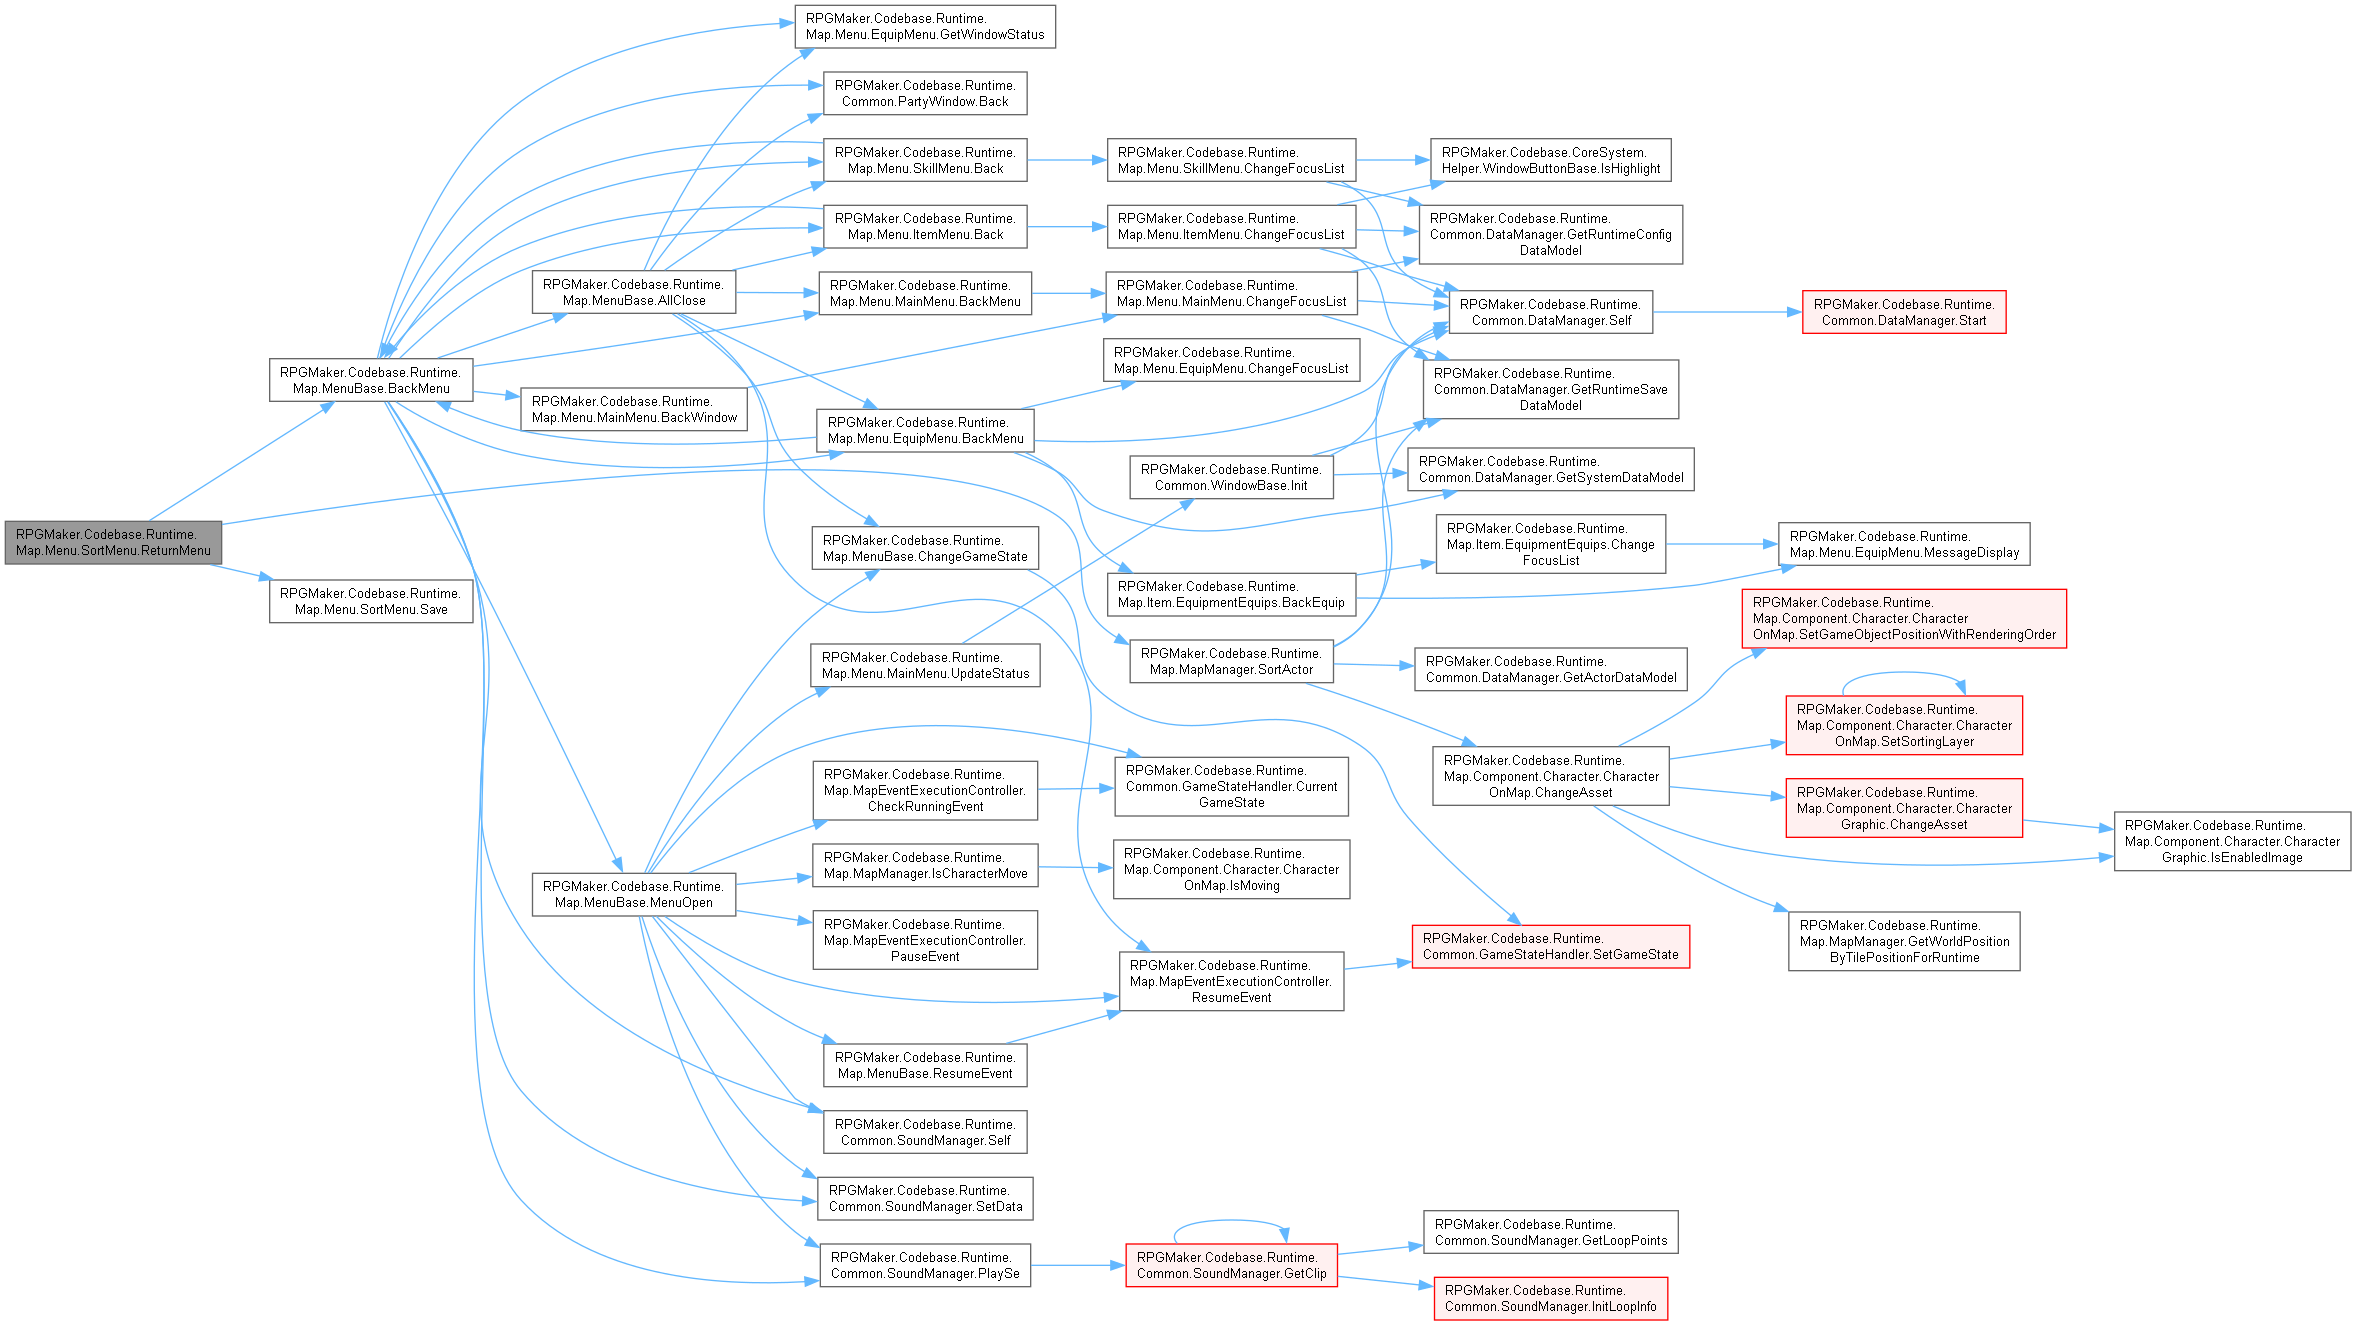 RPGMaker.Codebase.Runtime.
Map.Menu.SortMenu.ReturnMenu
RPGMaker.Codebase.Runtime.
Map.MenuBase.BackMenu
RPGMaker.Codebase.Runtime.
Map.Menu.SortMenu.Save
RPGMaker.Codebase.Runtime.
Map.MenuBase.AllClose
RPGMaker.Codebase.Runtime.
Map.Menu.MainMenu.BackWindow
RPGMaker.Codebase.Runtime.
Map.MenuBase.MenuOpen
RPGMaker.Codebase.Runtime.
Map.Menu.EquipMenu.GetWindowStatus
RPGMaker.Codebase.Runtime.
Common.PartyWindow.Back
RPGMaker.Codebase.Runtime.
Map.Menu.SkillMenu.Back
RPGMaker.Codebase.Runtime.
Map.Menu.ItemMenu.Back
RPGMaker.Codebase.Runtime.
Map.Menu.MainMenu.BackMenu
RPGMaker.Codebase.Runtime.
Map.Menu.EquipMenu.BackMenu
RPGMaker.Codebase.Runtime.
Map.MenuBase.ChangeGameState
RPGMaker.Codebase.Runtime.
Map.Menu.MainMenu.UpdateStatus
RPGMaker.Codebase.Runtime.
Map.MapEventExecutionController.
CheckRunningEvent
RPGMaker.Codebase.Runtime.
Map.MapManager.IsCharacterMove
RPGMaker.Codebase.Runtime.
Map.MapEventExecutionController.
PauseEvent
RPGMaker.Codebase.Runtime.
Map.MenuBase.ResumeEvent
RPGMaker.Codebase.Runtime.
Common.SoundManager.Self
RPGMaker.Codebase.Runtime.
Common.SoundManager.SetData
RPGMaker.Codebase.Runtime.
Common.SoundManager.PlaySe
RPGMaker.Codebase.Runtime.
Map.Menu.SkillMenu.ChangeFocusList
RPGMaker.Codebase.Runtime.
Map.Menu.ItemMenu.ChangeFocusList
RPGMaker.Codebase.Runtime.
Map.Menu.MainMenu.ChangeFocusList
RPGMaker.Codebase.Runtime.
Map.Menu.EquipMenu.ChangeFocusList
RPGMaker.Codebase.Runtime.
Common.WindowBase.Init
RPGMaker.Codebase.Runtime.
Map.Item.EquipmentEquips.BackEquip
RPGMaker.Codebase.Runtime.
Map.MapManager.SortActor
RPGMaker.Codebase.Runtime.
Common.GameStateHandler.Current
GameState
RPGMaker.Codebase.Runtime.
Map.Component.Character.Character
OnMap.IsMoving
RPGMaker.Codebase.Runtime.
Map.MapEventExecutionController.
ResumeEvent
RPGMaker.Codebase.Runtime.
Common.SoundManager.GetClip
RPGMaker.Codebase.CoreSystem.
Helper.WindowButtonBase.IsHighlight
RPGMaker.Codebase.Runtime.
Common.DataManager.GetRuntimeConfig
DataModel
RPGMaker.Codebase.Runtime.
Common.DataManager.Self
RPGMaker.Codebase.Runtime.
Common.DataManager.GetRuntimeSave
DataModel
RPGMaker.Codebase.Runtime.
Common.DataManager.GetSystemDataModel
RPGMaker.Codebase.Runtime.
Map.Item.EquipmentEquips.Change
FocusList
RPGMaker.Codebase.Runtime.
Common.DataManager.GetActorDataModel
RPGMaker.Codebase.Runtime.
Map.Component.Character.Character
OnMap.ChangeAsset
RPGMaker.Codebase.Runtime.
Common.GameStateHandler.SetGameState
RPGMaker.Codebase.Runtime.
Common.SoundManager.GetLoopPoints
RPGMaker.Codebase.Runtime.
Common.SoundManager.InitLoopInfo
RPGMaker.Codebase.Runtime.
Common.DataManager.Start
RPGMaker.Codebase.Runtime.
Map.Menu.EquipMenu.MessageDisplay
RPGMaker.Codebase.Runtime.
Map.Component.Character.Character
OnMap.SetGameObjectPositionWithRenderingOrder
RPGMaker.Codebase.Runtime.
Map.Component.Character.Character
OnMap.SetSortingLayer
RPGMaker.Codebase.Runtime.
Map.Component.Character.Character
Graphic.ChangeAsset
RPGMaker.Codebase.Runtime.
Map.MapManager.GetWorldPosition
ByTilePositionForRuntime
RPGMaker.Codebase.Runtime.
Map.Component.Character.Character
Graphic.IsEnabledImage